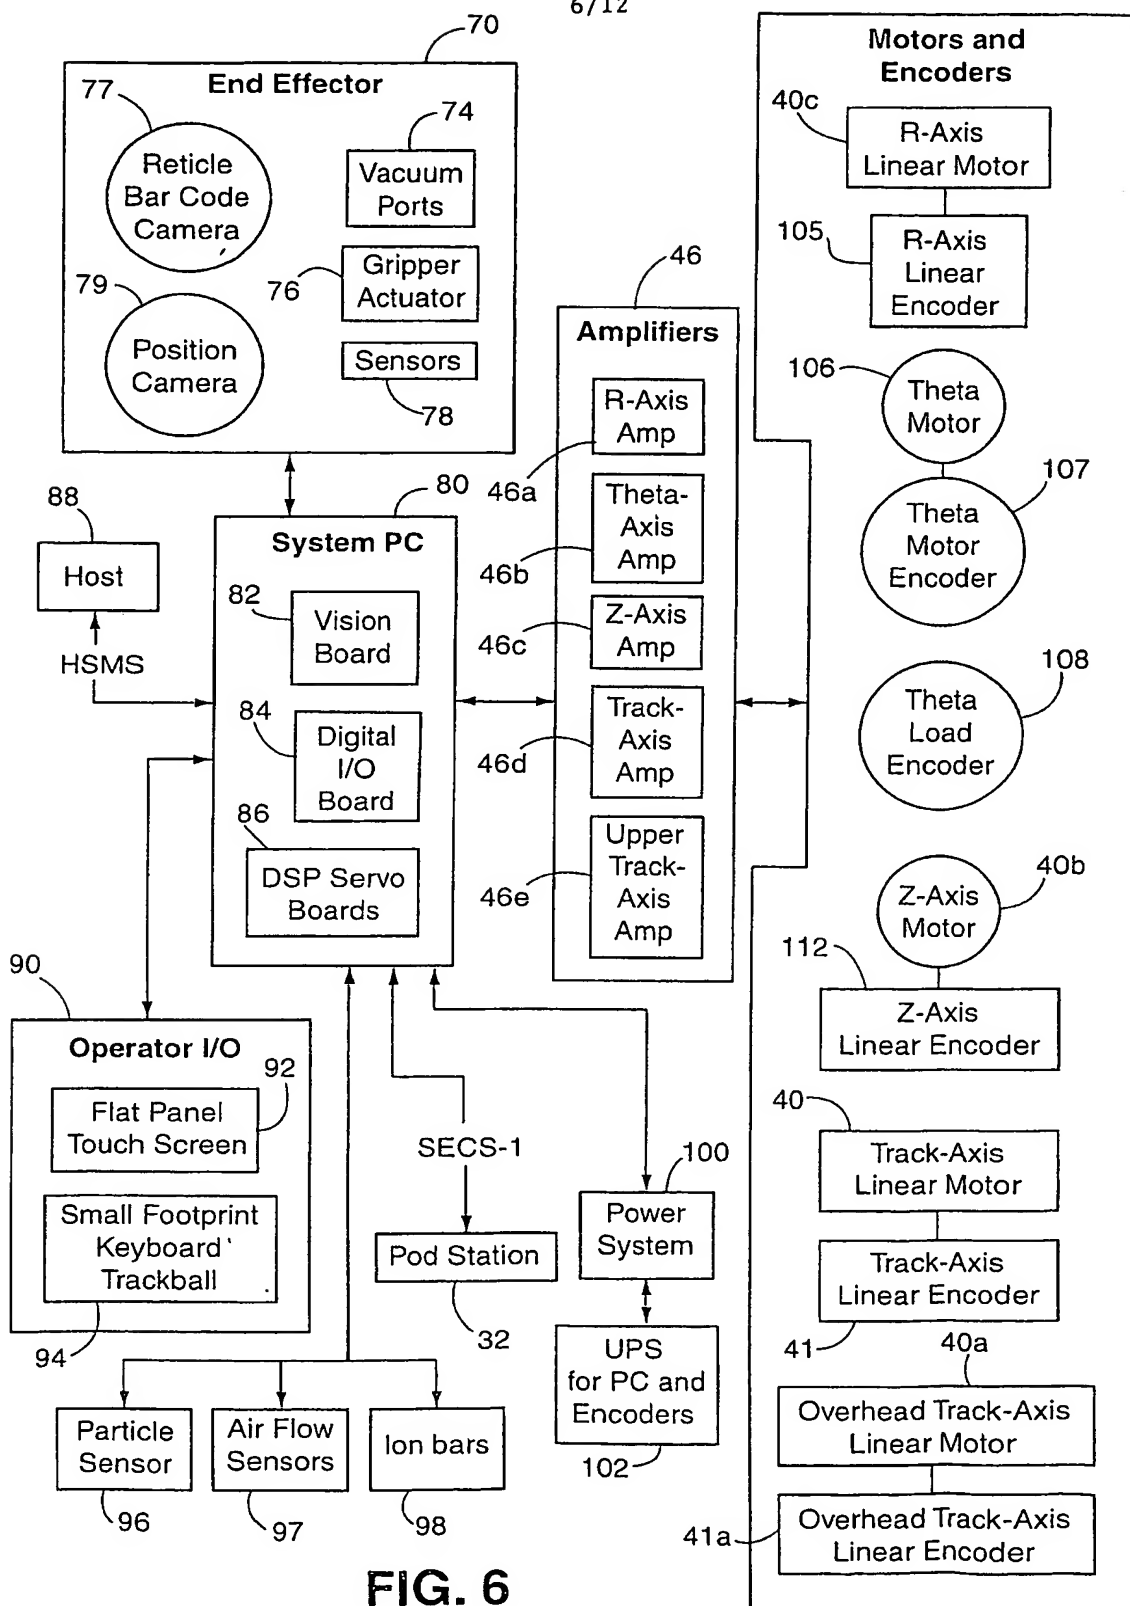 6/12
70
End Effector
77
Reticle
Bar Code
Camera
74
Vacuum
Ports
79
Position
Camera
76
Gripper
Actuator
Sensors
78
88
Host
HSMS
80
System PC
82
Vision
Board
84
Digital
I/O
Board
86
DSP Servo
Boards
46
Amplifiers
R-Axis
Amp
46a
Theta-
Axis
Amp
46b
Z-Axis
Amp
46c
Track-
Axis
Amp
46d
Upper
Track-
Axis
Amp
46e
Motors and
Encoders
40c
R-Axis
Linear Motor
105
R-Axis
Linear
Encoder
106
Theta
Motor
107
Theta
Motor
Encoder
108
Theta
Load
Encoder
40b
Z-Axis
Motor
112
Z-Axis
Linear Encoder
40
Track-Axis
Linear Motor
Track-Axis
Linear Encoder
41
40a
Overhead Track-Axis
Linear Motor
41a
Overhead Track-Axis
Linear Encoder
90
Operator I/O
92
Flat Panel
Touch Screen
Small Footprint
Keyboard
Trackball
94
SECS-1
Pod Station
32
100
Power
System
UPS
for PC and
Encoders
102
Particle
Sensor
96
Air Flow
Sensors
97
Ion bars
98
FIG. 6